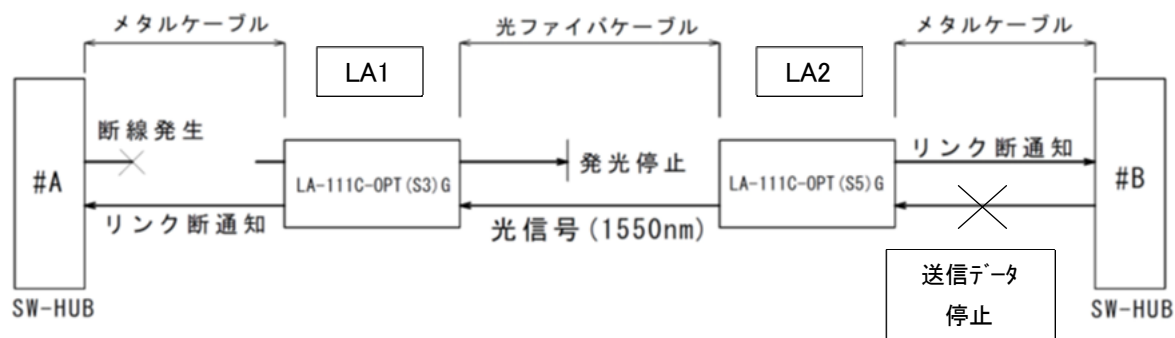 メタルケーブル
光ファイバケーブル
メタルケーブル
LA1
LA2
断線発生
発光停止
リンク断通知
#A
LA-111C-OPT(S3)G
LA-111C-OPT(S5)G
#B
リンク断通知
光信号(1550nm)
送信ﾃﾞｰﾀ
停止
SW-HUB
SW-HUB